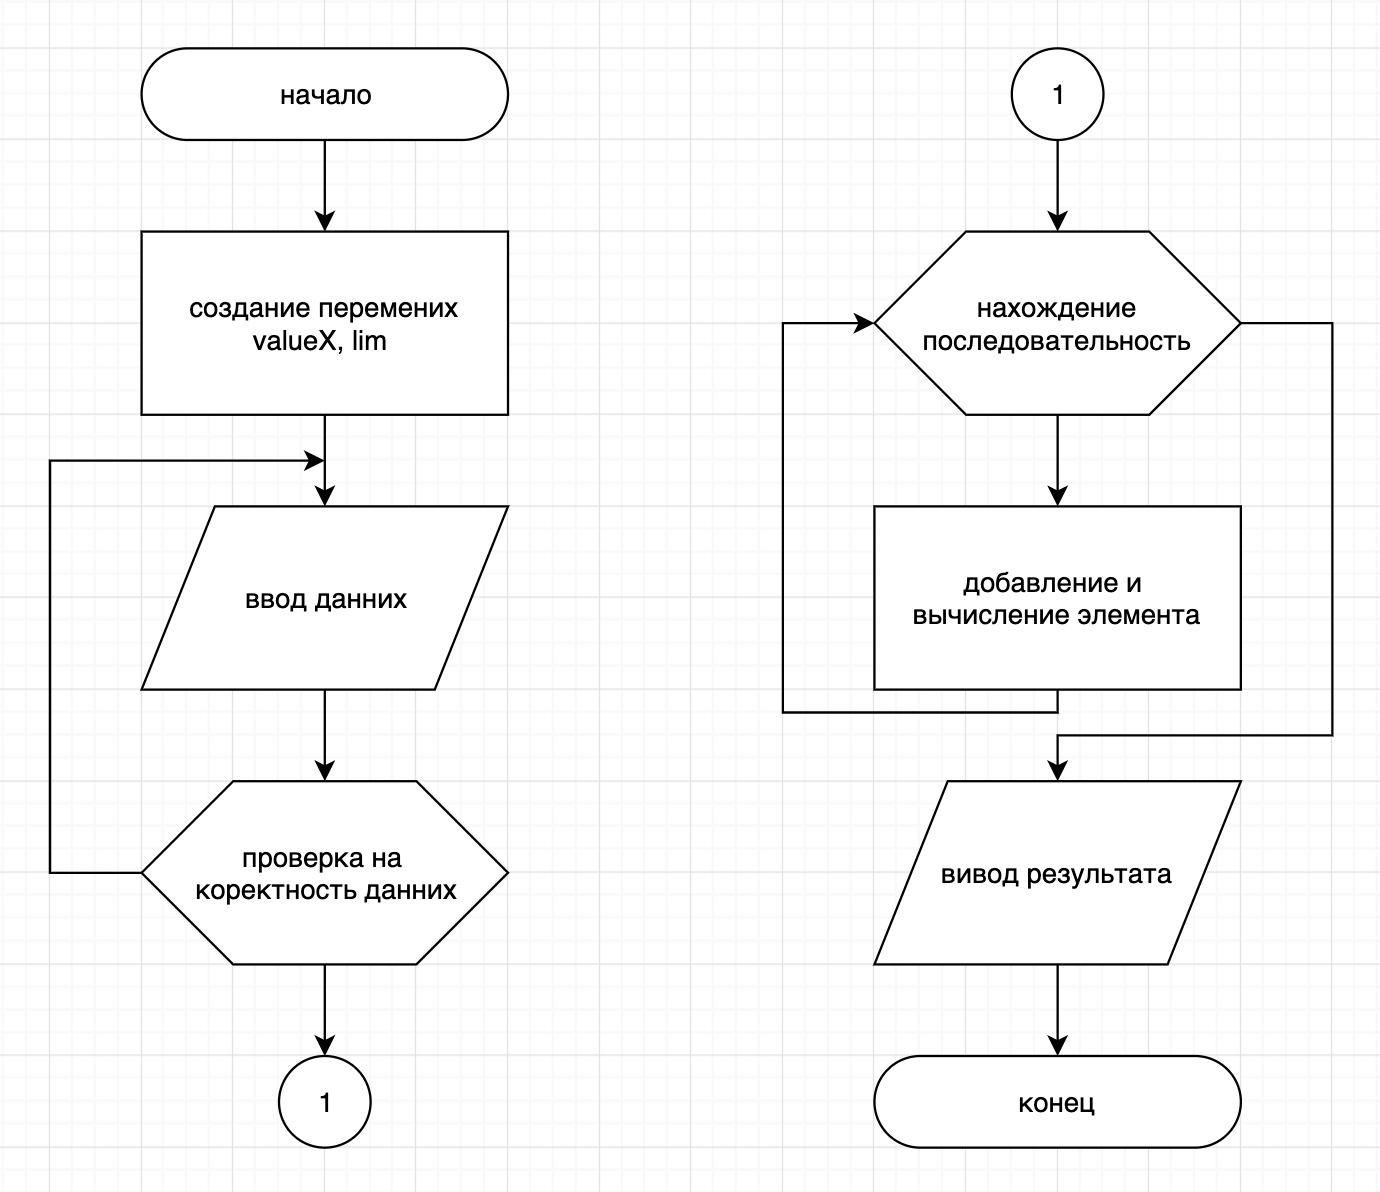 начало
создание перемених
valueX, lim
ввод данних
проверка на
коректность данних
1
1
нахождение
последовательность
добавление и
вычисление элемента
вивод результата
конец